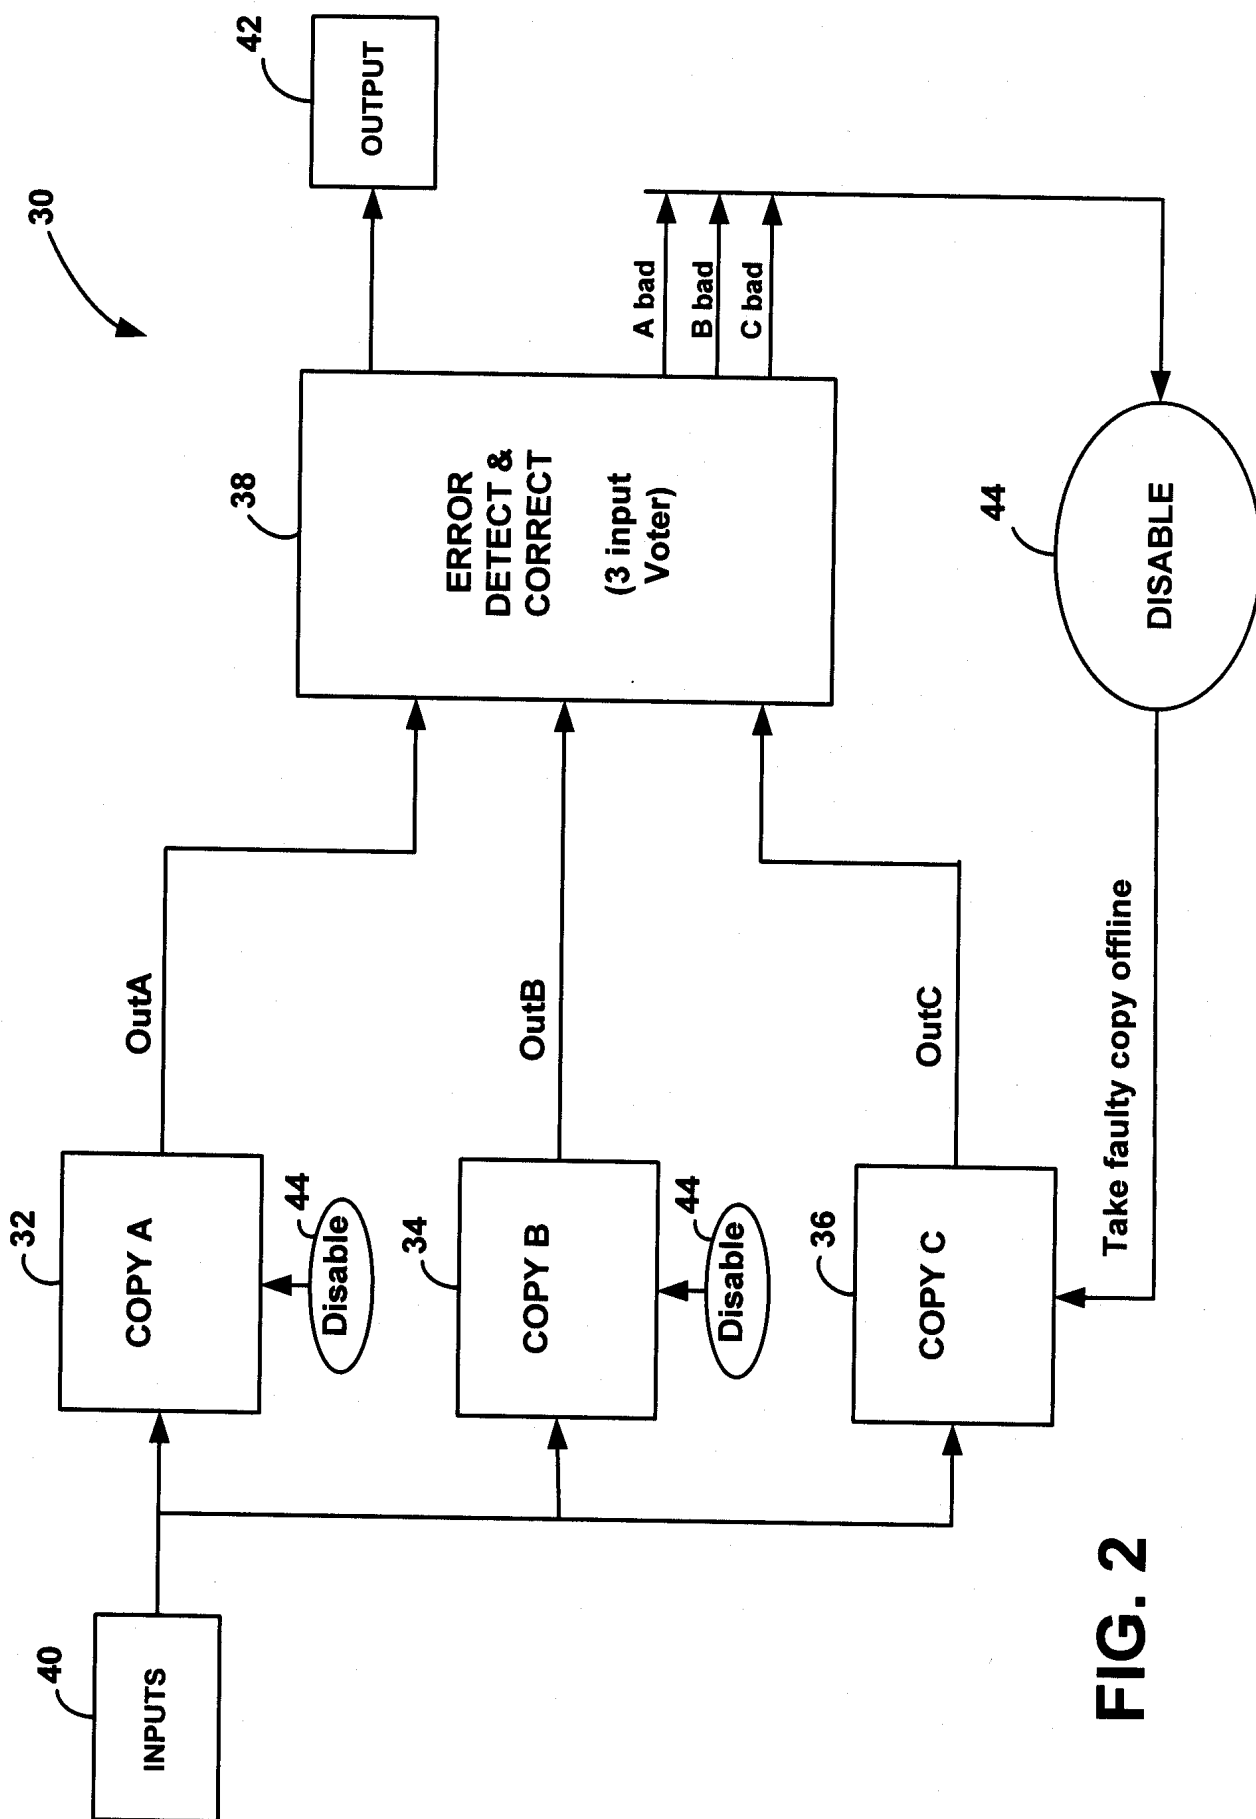 30
40
INPUTS
32
COPY A
44
Disable
34
COPY B
44
Disable
36
COPY C
OutA
OutB
OutC
38
ERROR
DETECT &
CORRECT
(3 input
Voter)
42
OUTPUT
A bad
B bad
C bad
44
DISABLE
Take faulty copy offline
FIG. 2